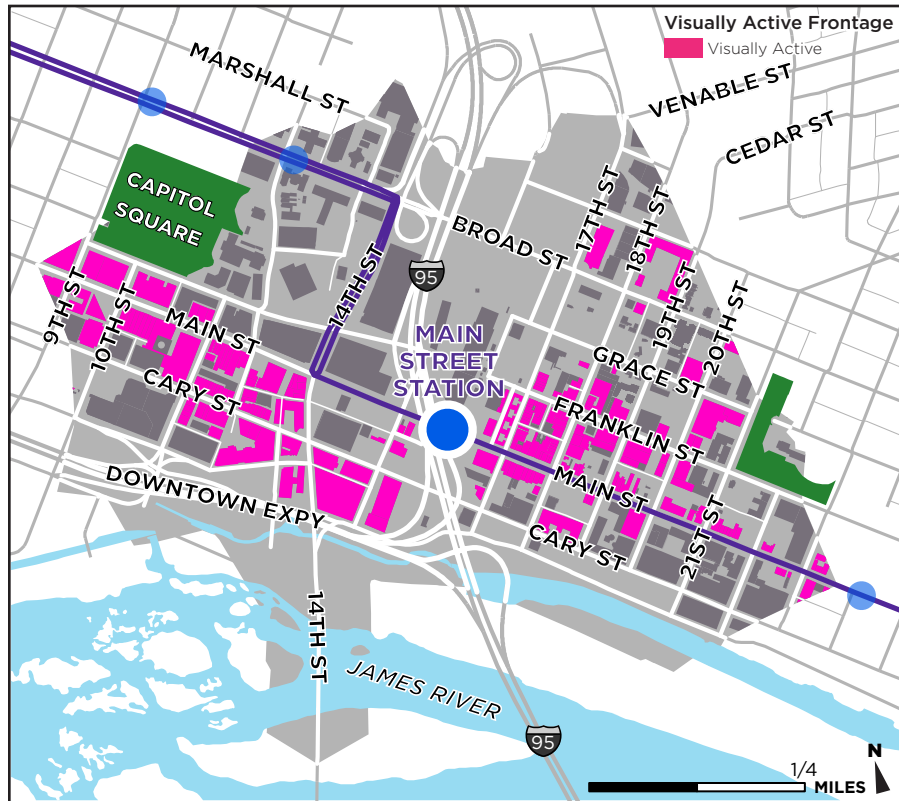 Visually Active Frontage
Visually Active
MARSHALL ST
VENABLE ST
CEDAR ST
CAPITOL
SQUARE
17TH ST
18TH ST
BROAD ST
14TH ST
95
19TH ST
20TH ST
9TH ST
10TH ST
MAIN ST
MAIN
STREET
STATION
GRACE ST
CARY ST
FRANKLIN ST
DOWNTOWN EXPY
MAIN ST
CARY ST
21ST ST
14TH ST
JAMES RIVER
95
N
1/4
MILES